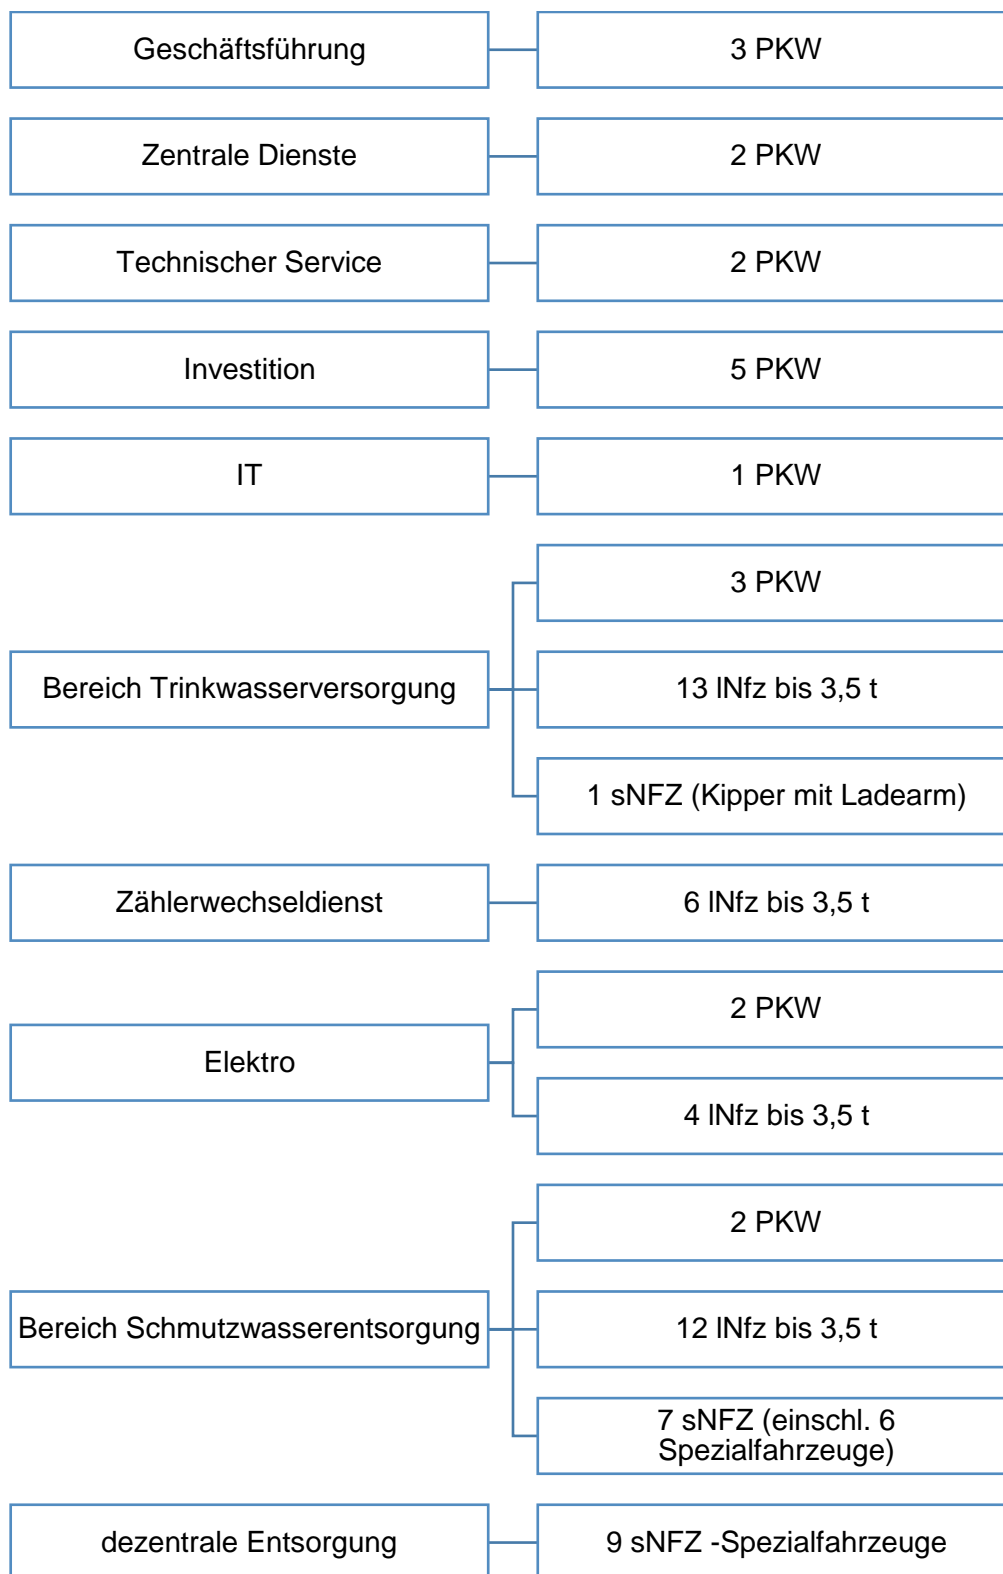 Geschäftsführung
3 PKW
Zentrale Dienste
2 PKW
Technischer Service
2 PKW
Investition
5 PKW
IT
1 PKW
Bereich Trinkwasserversorgung
3 PKW
13 lNfz bis 3,5 t
1 sNFZ (Kipper mit Ladearm)
Zählerwechseldienst
6 lNfz bis 3,5 t
Elektro
2 PKW
4 lNfz bis 3,5 t
Bereich Schmutzwasserentsorgung
2 PKW
12 lNfz bis 3,5 t
7 sNFZ (einschl. 6
Spezialfahrzeuge)
dezentrale Entsorgung
9 sNFZ -Spezialfahrzeuge